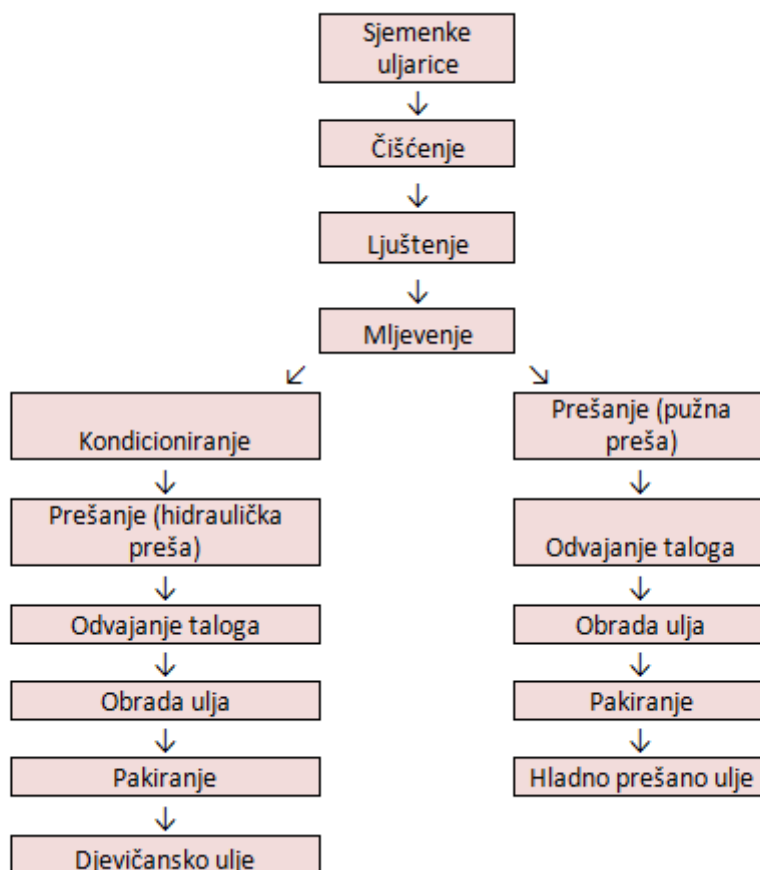 Sjemenke
uljarice
↓
Čišćenje
↓
Ljuštenje
↓
Mljevenje
↙ ↘
Kondicioniranje
↓
Prešanje (hidraulička
preša)
↓
Odvajanje taloga
↓
Obrada ulja
↓
Pakiranje
↓
Djevičansko ulje
Prešanje (pužna
preša)
↓
Odvajanje taloga
↓
Obrada ulja
↓
Pakiranje
↓
Hladno prešano ulje